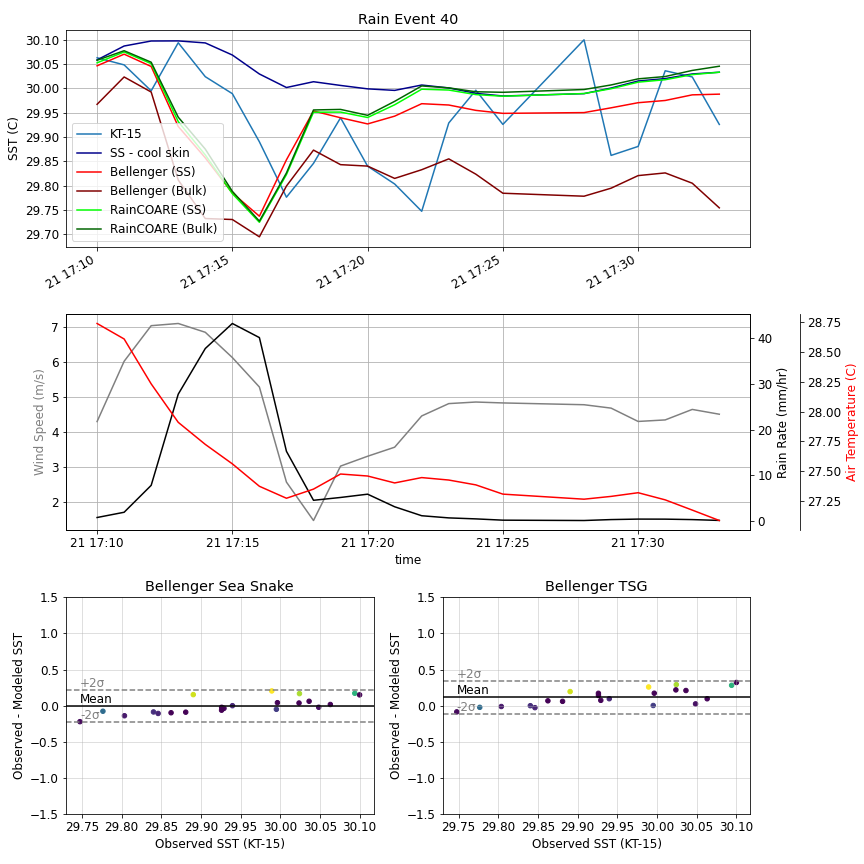 Rain Event 40
SST (C)
30.10
30.05
30.00
29.95
29.90
29.85
29.80
29.75
29.70
KT-15
SS - cool skin
Bellenger (SS)
Bellenger (Bulk)
RainCOARE (SS)
RainCOARE (Bulk)
21 17:10
21 17:15
21 17:20
21 17:25
21 17:30
Wind Speed (m/s)
7
6
5
4
3
2
40
30
20
10
0
Rain Rate (mm/hr)
28.75
28.50
28.25
28.00
27.75
27.50
27.25
Air Temperature (C)
21 17:10
21 17:15
21 17:20
21 17:25
21 17:30
time
Bellenger Sea Snake
Observed - Modeled SST
1.5
1.0
0.5
0.0
−0.5
−1.0
−1.5
+2σ
Mean
-2σ
29.75
29.80
29.85
29.90
29.95
30.00
30.05
30.10
Observed SST (KT-15)
Bellenger TSG
Observed - Modeled SST
1.5
1.0
0.5
0.0
−0.5
−1.0
−1.5
+2σ
Mean
-2σ
29.75
29.80
29.85
29.90
29.95
30.00
30.05
30.10
Observed SST (KT-15)